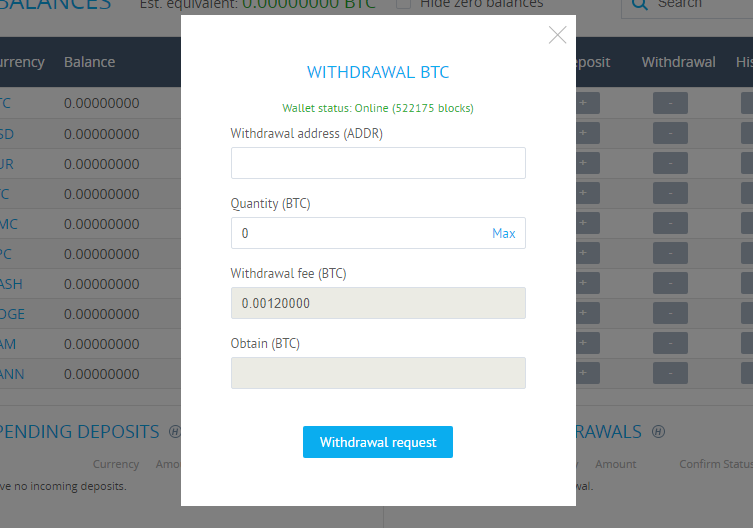 BALANCES Est. equivalent: 0.00000000 BTC Hide zero balances Search
urrency Balance eposit Withdrawal His
TC 0.00000000 + -
SD 0.00000000 + -
UR 0.00000000 + -
TC 0.00000000 + -
MC 0.00000000 + -
PC 0.00000000 + -
ASH 0.00000000 + -
OGE 0.00000000 + -
AM 0.00000000 + -
ANN 0.00000000 + -
PENDING DEPOSITS H
Currency Amou
ve no incoming deposits.
RAWALS H
y Amount Confirm Status
wal.
WITHDRAWAL BTC
Wallet status: Online (522175 blocks)
Withdrawal address (ADDR)
Quantity (BTC)
0 Max
Withdrawal fee (BTC)
0.00120000
Obtain (BTC)
Withdrawal request